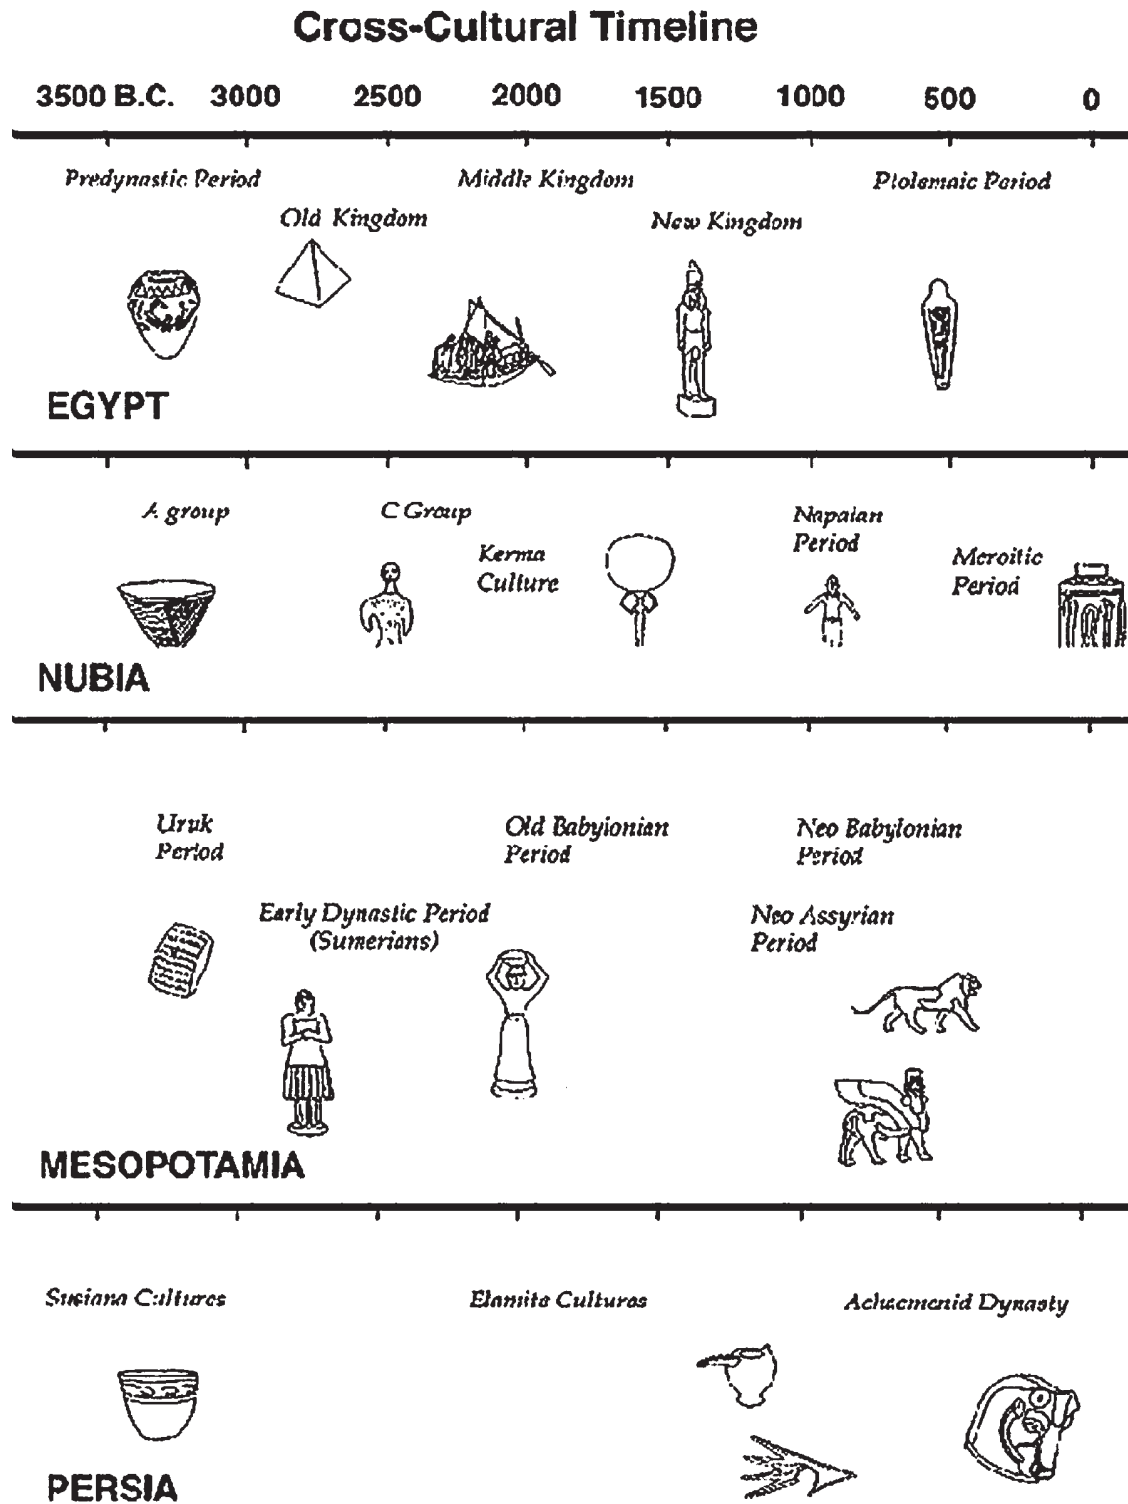 Cross-Cultural Timeline
3500 B.C. 3000 2500 2000 1500 1000 500 0
Predynastic Period
Middle Kingdom
Ptolemaic Period
Old Kingdom
New Kingdom
EGYPT
A group
C Group
Kerma
Culture
Napatan
Period
Meroitic
Period
NUBIA
Uruk
Period
Old Babylonian
Period
Neo Babylonian
Period
Early Dynastic Period
(Sumerians)
Neo Assyrian
Period
MESOPOTAMIA
Susiana Cultures
Elamite Cultures
Achaemenid Dynasty
PERSIA